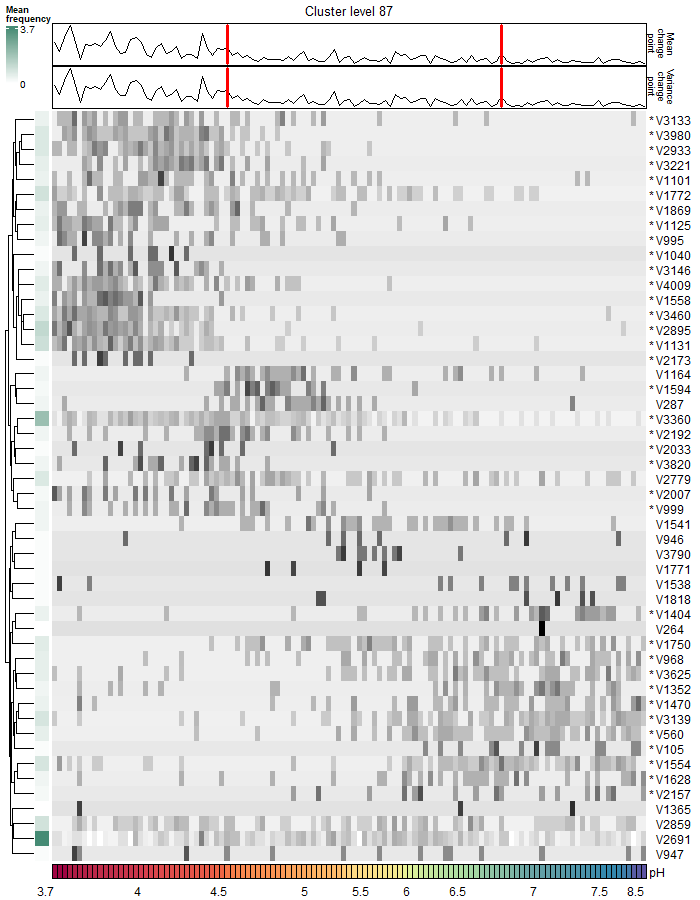 Mean
frequency
3.7
0
Cluster level 87
Mean
change
point
Variance
change
point
* V3133
* V3980
* V2933
* V3221
* V1101
* V1772
* V1869
* V1125
* V995
* V1040
* V3146
* V4009
* V1558
* V3460
* V2895
* V1131
* V2173
V1164
* V1594
V287
* V3360
* V2192
* V2033
* V3820
V2779
* V2007
* V999
V1541
V946
V3790
V1771
V1538
V1818
* V1404
V264
* V1750
* V968
V3625
* V1352
* V1470
* V3139
* V560
* V105
* V1554
* V1628
* V2157
V1365
V2859
V2691
V947
pH
3.7 4 4.5 5 5.5 6 6.5 7 7.5 8.5